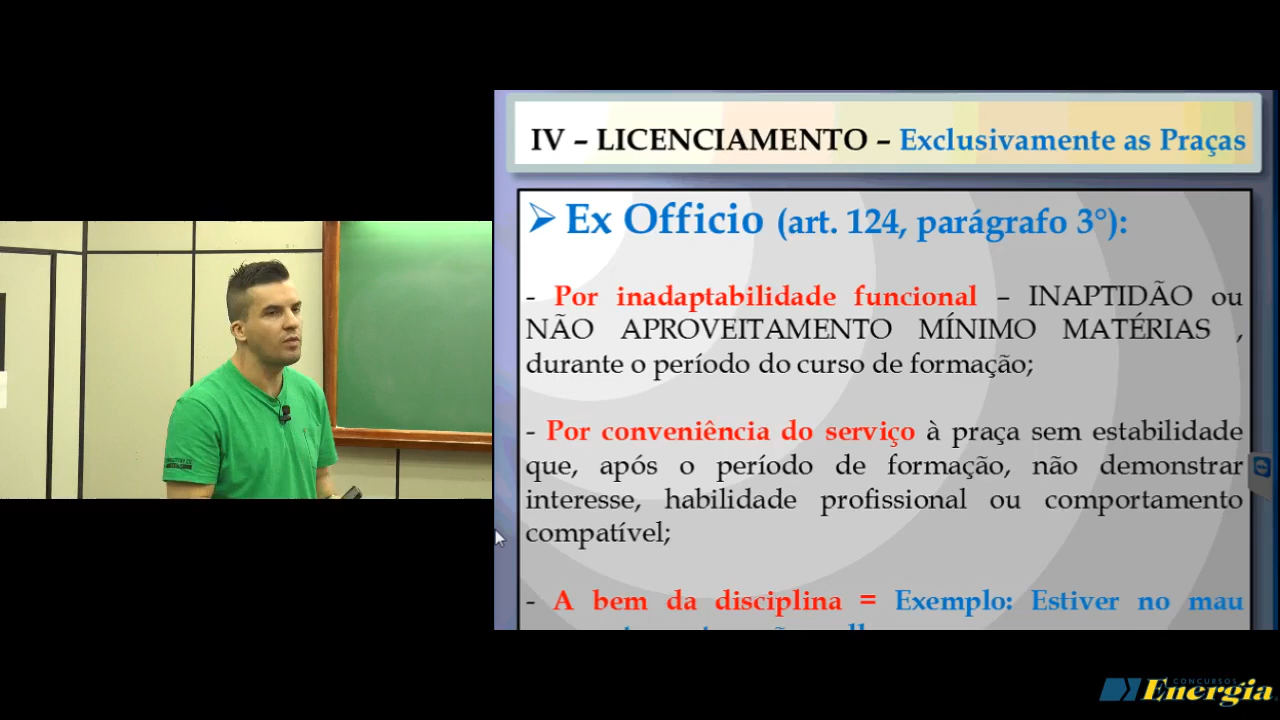 IV – LICENCIAMENTO – Exclusivamente as Praças
Ex Officio (art. 124, parágrafo 3°):
- Por inadaptabilidade funcional – INAPTIDÃO ou
NÃO APROVEITAMENTO MÍNIMO MATÉRIAS ,
durante o período do curso de formação;
- Por conveniência do serviço à praça sem estabilidade
que, após o período de formação, não demonstrar
interesse, habilidade profissional ou comportamento
compatível;
- A bem da disciplina = Exemplo: Estiver no mau
CONCURSOS
Energia